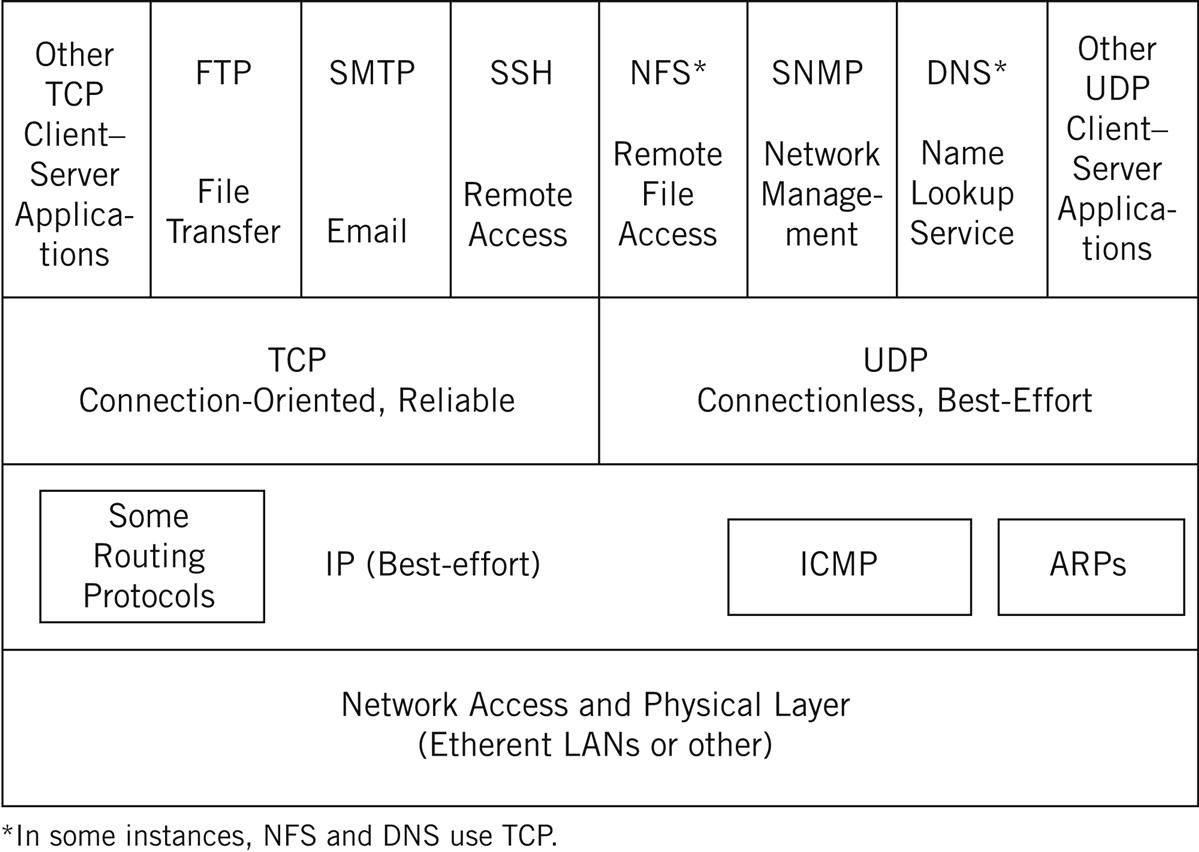 Other
TCP
Client–
Server
Applica-
tions
FTP
File
Transfer
SMTP
Email
SSH
Remote
Access
NFS*
Remote
File
Access
SNMP
Network
Manage-
ment
DNS*
Name
Lookup
Service
Other
UDP
Client–
Server
Applica-
tions
TCP
Connection-Oriented, Reliable
UDP
Connectionless, Best-Effort
Some
Routing
Protocols
IP (Best-effort)
ICMP
ARPs
Network Access and Physical Layer
(Etherent LANs or other)
*In some instances, NFS and DNS use TCP.